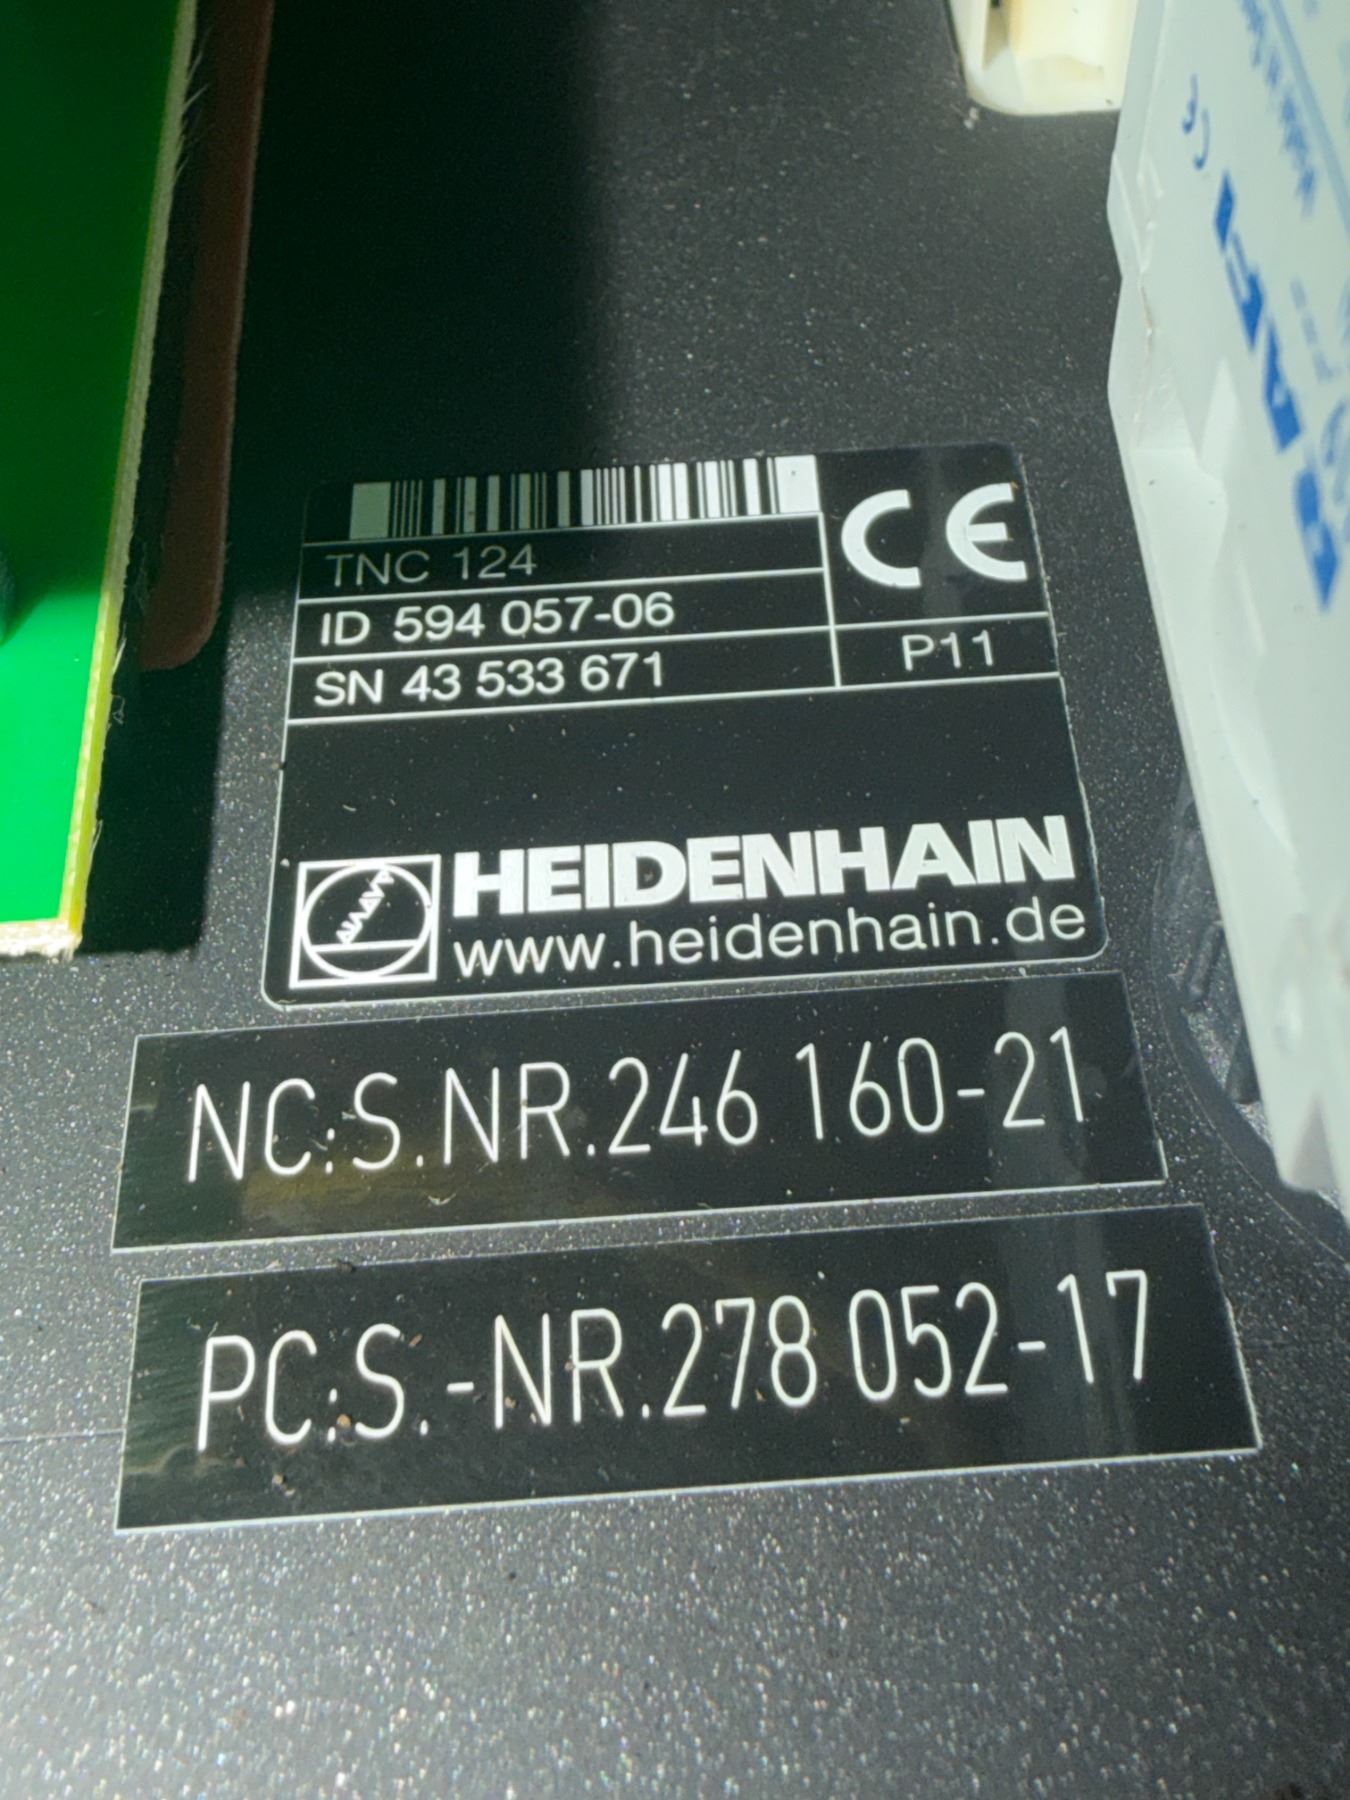 TNC 124
CE
ID 594 057-06
SN 43 533 671
P11
HEIDENHAIN
www.heidenhain.de
NC:S.NR.246 160-21
PC:S.-NR.278 052-17